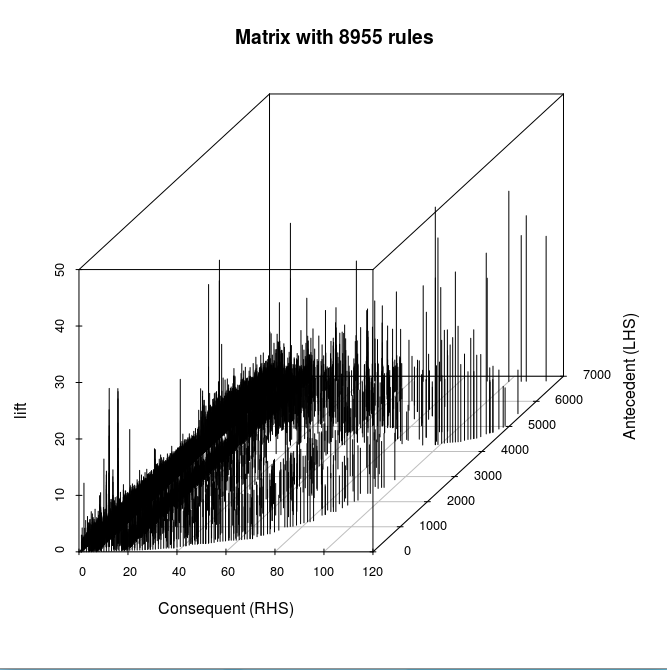 Matrix with 8955 rules
50
40
30
20
10
0
lift
7000
6000
5000
4000
3000
2000
1000
0
Antecedent (LHS)
0 20 40 60 80 100 120
Consequent (RHS)